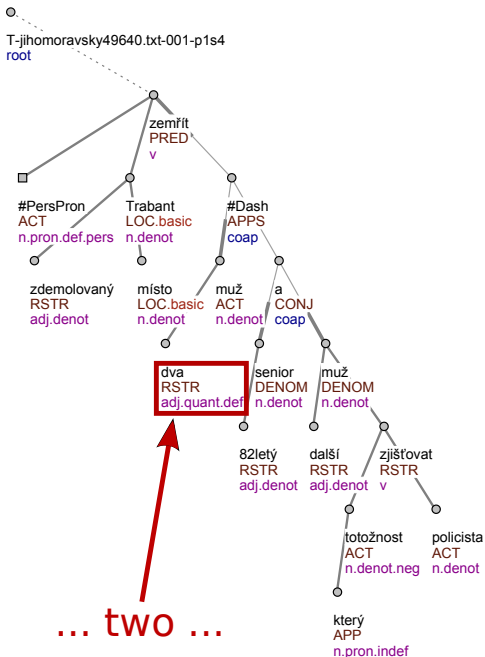 T-jihomoravsky49640.txt-001-p1s4
root
zemřít
PRED
v
#PersPron
ACT
n.pron.def.pers
Trabant
LOC.basic
n.denot
#Dash
APPS
coap
zdemolovaný
RSTR
adj.denot
místo
LOC.basic
n.denot
muž
ACT
n.denot
a
CONJ
coap
dva
RSTR
adj.quant.def
senior
DENOM
n.denot
muž
DENOM
n.denot
82letý
RSTR
adj.denot
další
RSTR
adj.denot
zjišťovat
RSTR
v
totožnost
ACT
n.denot.neg
policista
ACT
n.denot
který
APP
n.pron.indef
... two ...